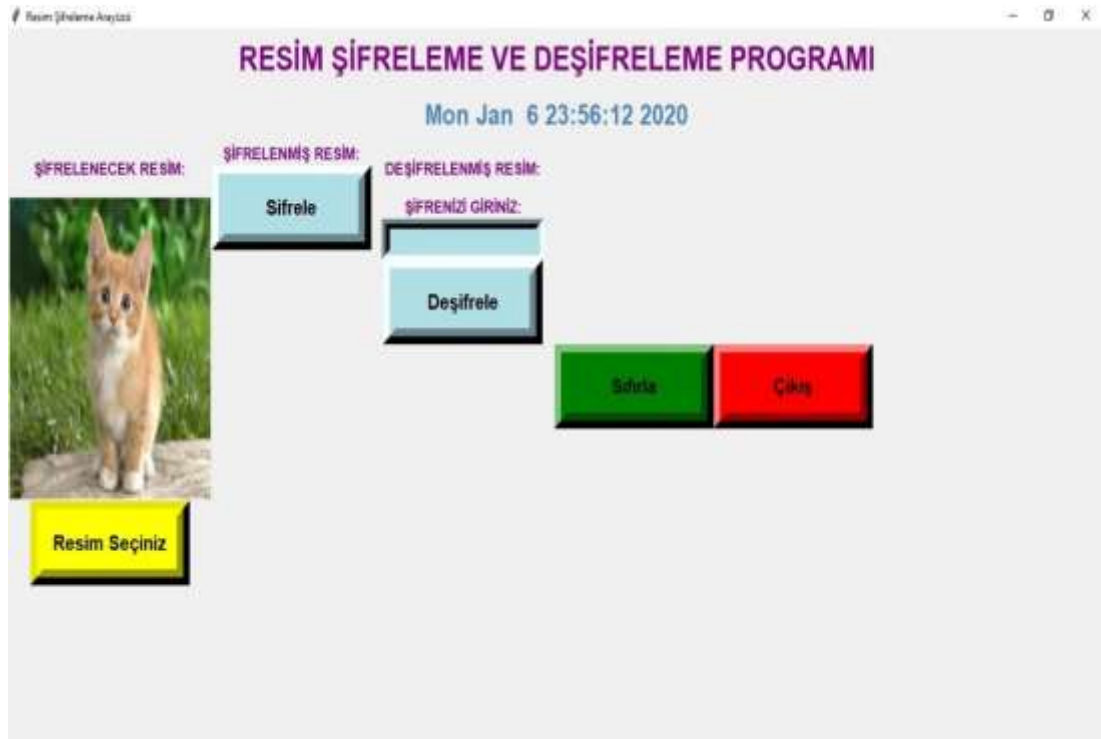 Resim Şifreleme Arayüzü
RESİM ŞİFRELEME VE DEŞİFRELEME PROGRAMI
Mon Jan 6 23:56:12 2020
ŞİFRELENECEK RESİM:
ŞİFRELENMİŞ RESİM:
DEŞİFRELENMİŞ RESİM:
Sifrele
ŞİFRENİZİ GİRİNİZ:
Deşifrele
Sıfırla
Çıkış
Resim Seçiniz